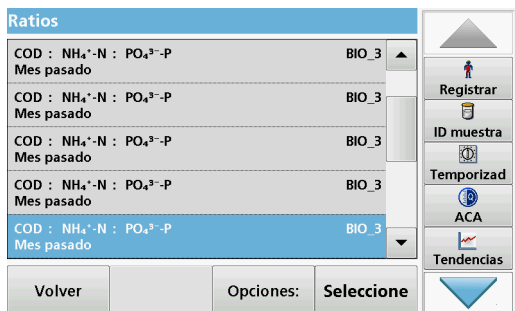 Ratios
COD : NH₄⁺-N : PO₄³⁻-P BIO_3
Mes pasado
COD : NH₄⁺-N : PO₄³⁻-P BIO_3
Mes pasado
COD : NH₄⁺-N : PO₄³⁻-P BIO_3
Mes pasado
COD : NH₄⁺-N : PO₄³⁻-P BIO_3
Mes pasado
COD : NH₄⁺-N : PO₄³⁻-P BIO_3
Mes pasado
Volver
Opciones:
Seleccione
Registrar
ID muestra
Temporizad
ACA
Tendencias